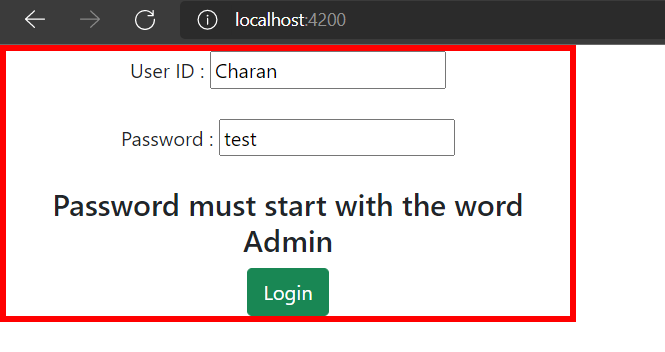 localhost:4200
User ID : Charan
Password : test
Password must start with the word
Admin
Login